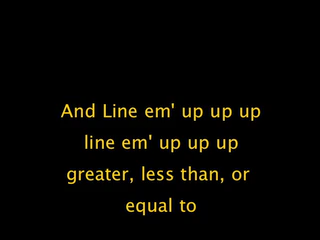 And Line em' up up up
line em' up up up
greater, less than, or
equal to